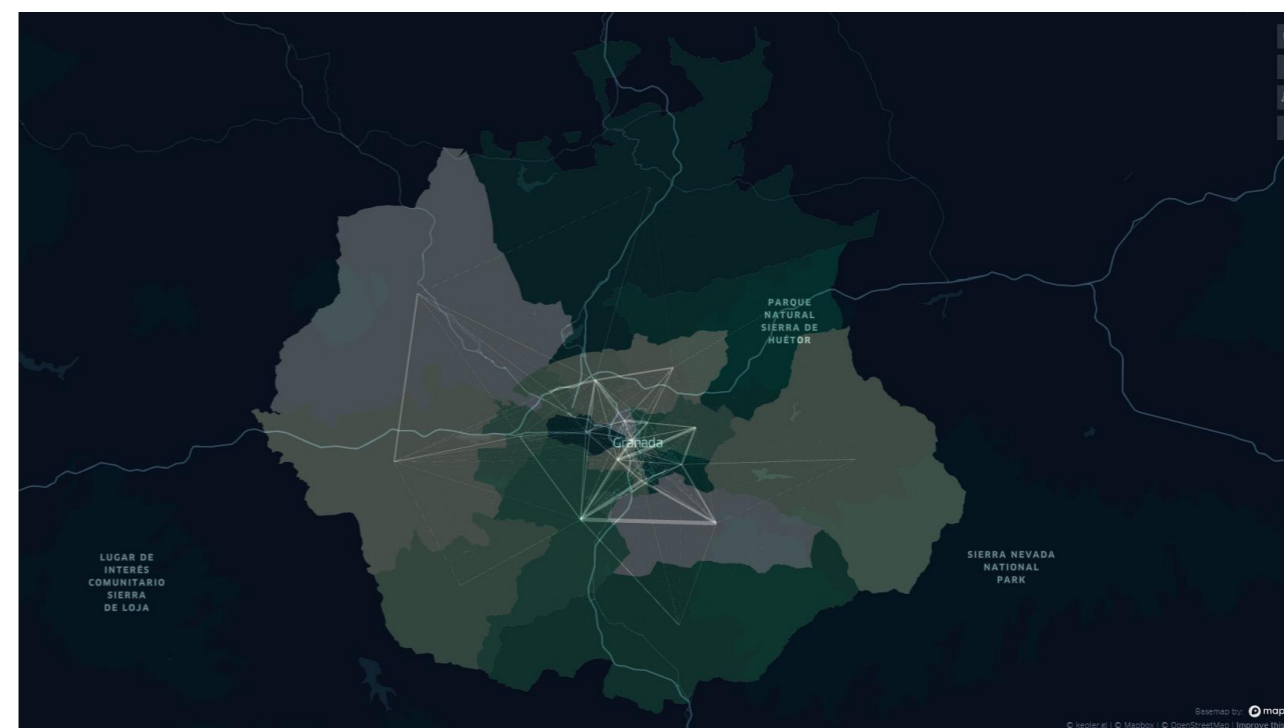 PARQUE
NATURAL
SIERRA DE
HUÉTOR
Granada
LUGAR DE
INTERÉS
COMUNITARIO
SIERRA
DE LOJA
SIERRA NEVADA
NATIONAL
PARK
Basemap by: map
© kepler.gl | © Mapbox | © OpenStreetMap | Improve this